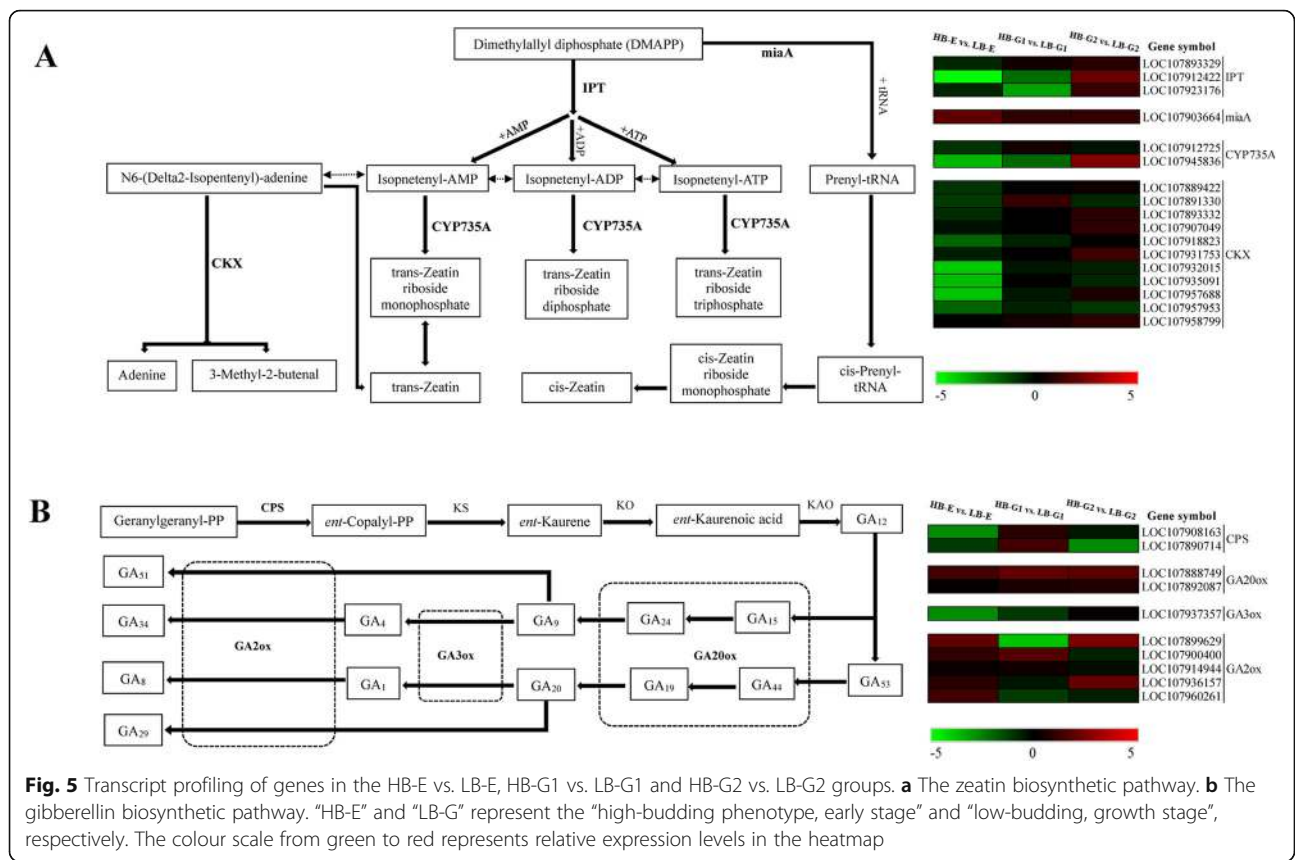 A
Dimethylallyl diphosphate (DMAPP)
miaA
IPT
+ tRNA
+AMP
+ADP
+ATP
N6-(Delta2-Isopentenyl)-adenine
Isopnetenyl-AMP
Isopnetenyl-ADP
Isopnetenyl-ATP
Prenyl-tRNA
CKX
CYP735A
CYP735A
CYP735A
trans-Zeatin
riboside
monophosphate
trans-Zeatin
riboside
diphosphate
trans-Zeatin
riboside
triphosphate
Adenine
3-Methyl-2-butenal
trans-Zeatin
cis-Zeatin
cis-Zeatin
riboside
monophosphate
cis-Prenyl-
tRNA
HB-E vs. LB-E
HB-G1 vs. LB-G1
HB-G2 vs. LB-G2
Gene symbol
LOC107893329
LOC107912422
LOC107923176
IPT
LOC107903664
miaA
LOC107912725
LOC107945836
CYP735A
LOC107889422
LOC107891330
LOC107893332
LOC107907049
LOC107918823
LOC107931753
LOC107932015
LOC107935091
LOC107957688
LOC107957953
LOC107958799
CKX
-5 0 5
B
Geranylgeranyl-PP
CPS
ent-Copalyl-PP
KS
ent-Kaurene
KO
ent-Kaurenoic acid
KAO
GA12
GA51
GA34
GA4
GA9
GA24
GA15
GA2ox
GA3ox
GA20ox
GA8
GA1
GA20
GA19
GA44
GA53
GA29
HB-E vs. LB-E
HB-G1 vs. LB-G1
HB-G2 vs. LB-G2
Gene symbol
LOC107908163
LOC107890714
CPS
LOC107888749
LOC107892087
GA20ox
LOC107937357
GA3ox
LOC107899629
LOC107900400
LOC107914944
LOC107936157
LOC107960261
GA2ox
-5 0 5
Fig. 5 Transcript profiling of genes in the HB-E vs. LB-E, HB-G1 vs. LB-G1 and HB-G2 vs. LB-G2 groups. a The zeatin biosynthetic pathway. b The
gibberellin biosynthetic pathway. “HB-E” and “LB-G” represent the “high-budding phenotype, early stage” and “low-budding, growth stage”,
respectively. The colour scale from green to red represents relative expression levels in the heatmap